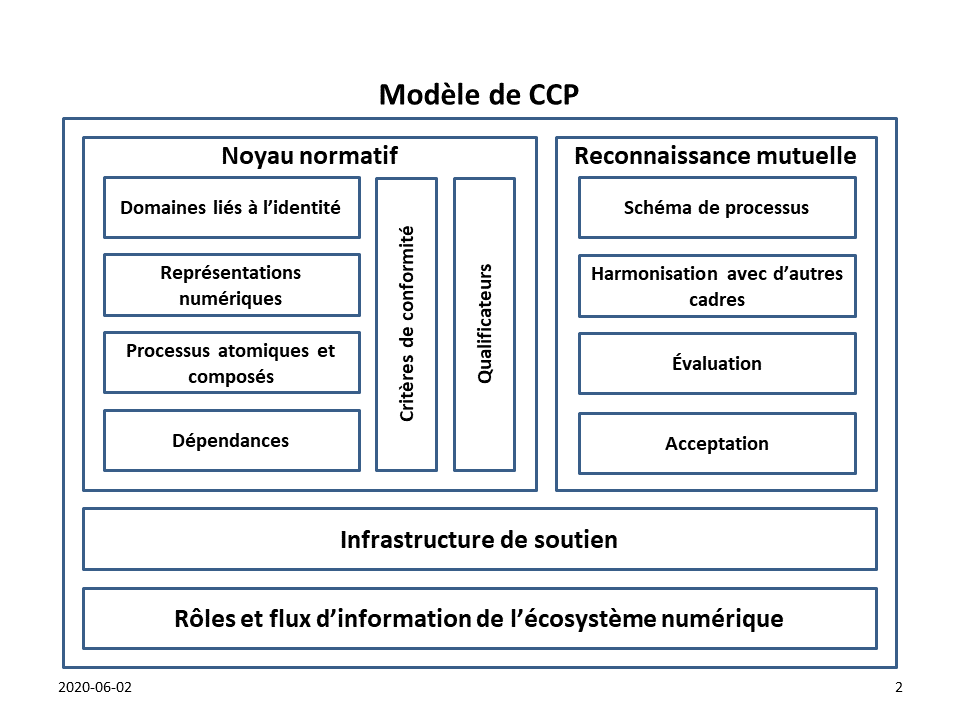 Modèle de CCP
Noyau normatif
Domaines liés à l’identité
Représentations
numériques
Processus atomiques et
composés
Dépendances
Critères de conformité
Qualificateurs
Reconnaissance mutuelle
Schéma de processus
Harmonisation avec d’autres
cadres
Évaluation
Acceptation
Infrastructure de soutien
Rôles et flux d’information de l’écosystème numérique
2020-06-02
2